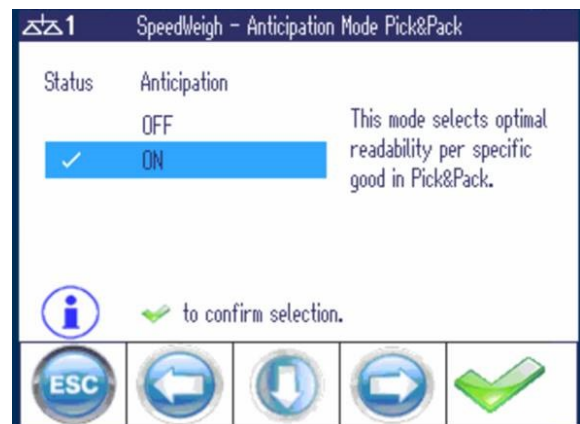 1 SpeedWeigh - Anticipation Mode Pick&Pack
Status Anticipation
OFF
ON
This mode selects optimal
readability per specific
good in Pick&Pack.
to confirm selection.
ESC